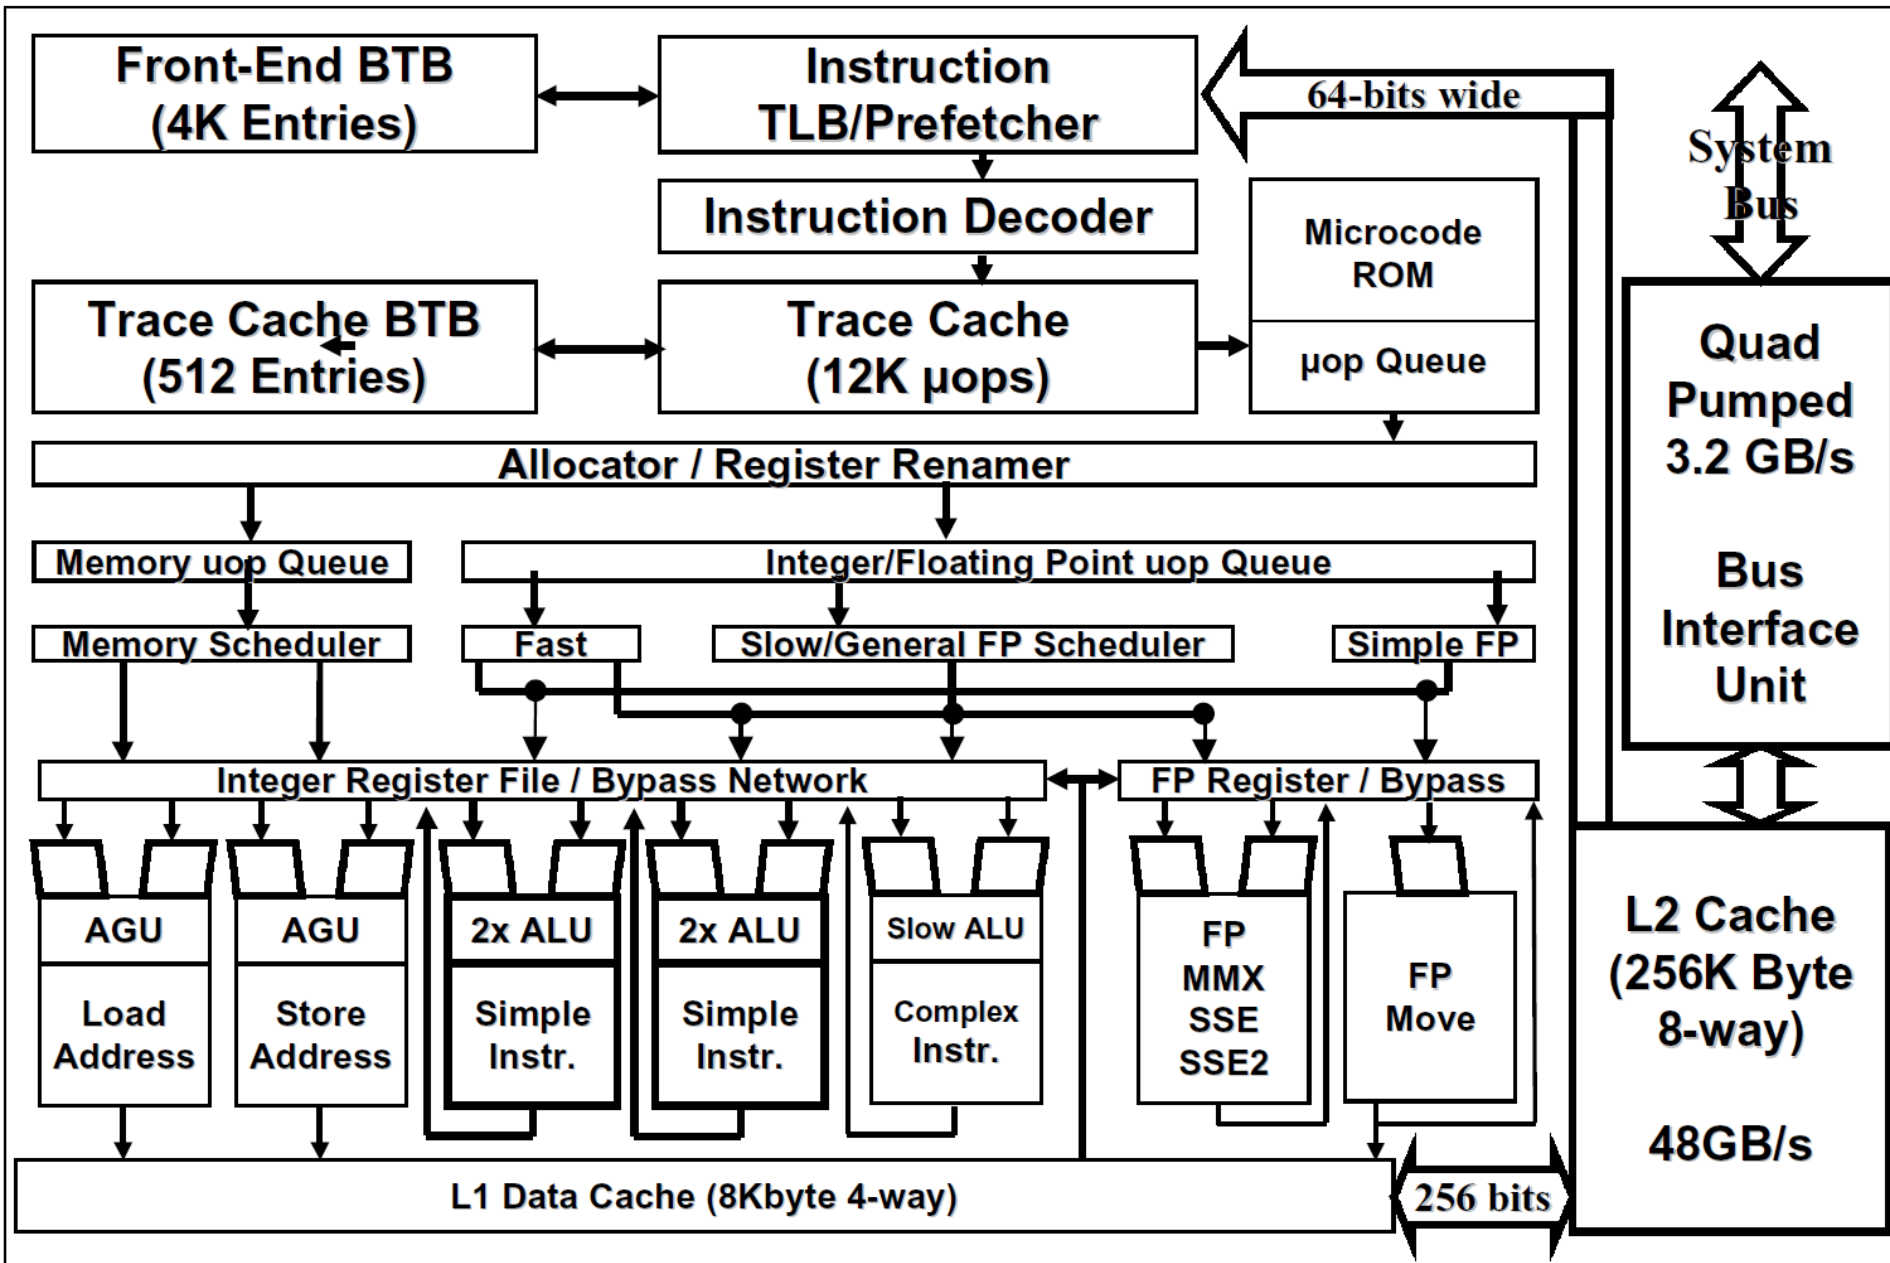 Front-End BTB
(4K Entries)
Instruction
TLB/Prefetcher
64-bits wide
System
Bus
Instruction Decoder
Microcode
ROM
Trace Cache BTB
(512 Entries)
Trace Cache
(12K µops)
µop Queue
Quad
Pumped
3.2 GB/s
Bus
Interface
Unit
Allocator / Register Renamer
Memory uop Queue
Integer/Floating Point uop Queue
Memory Scheduler
Fast
Slow/General FP Scheduler
Simple FP
Integer Register File / Bypass Network
FP Register / Bypass
AGU
Load
Address
AGU
Store
Address
2x ALU
Simple
Instr.
2x ALU
Simple
Instr.
Slow ALU
Complex
Instr.
FP
MMX
SSE
SSE2
FP
Move
L2 Cache
(256K Byte
8-way)
48GB/s
L1 Data Cache (8Kbyte 4-way)
256 bits